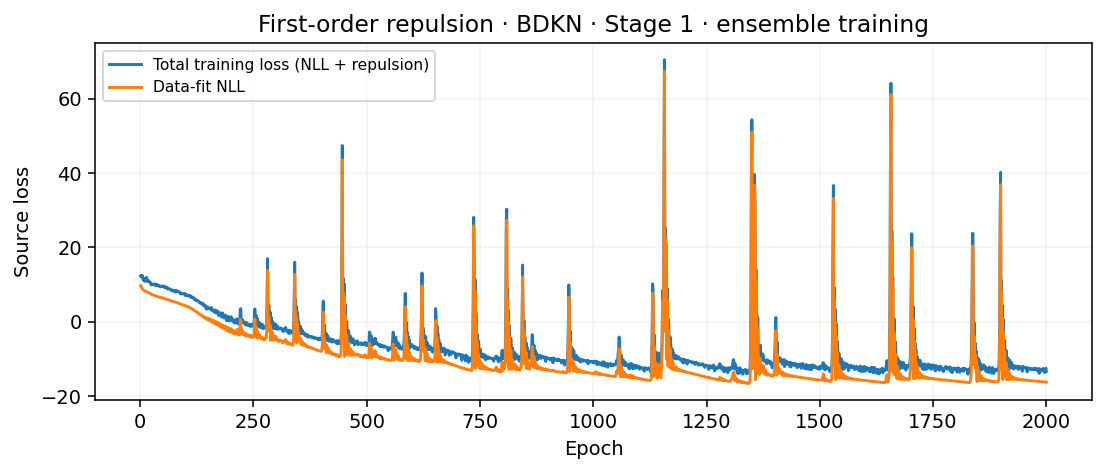 First-order repulsion · BDKN · Stage 1 · ensemble training
Total training loss (NLL + repulsion)
Data-fit NLL
Source loss
60
40
20
0
−20
0 250 500 750 1000 1250 1500 1750 2000
Epoch